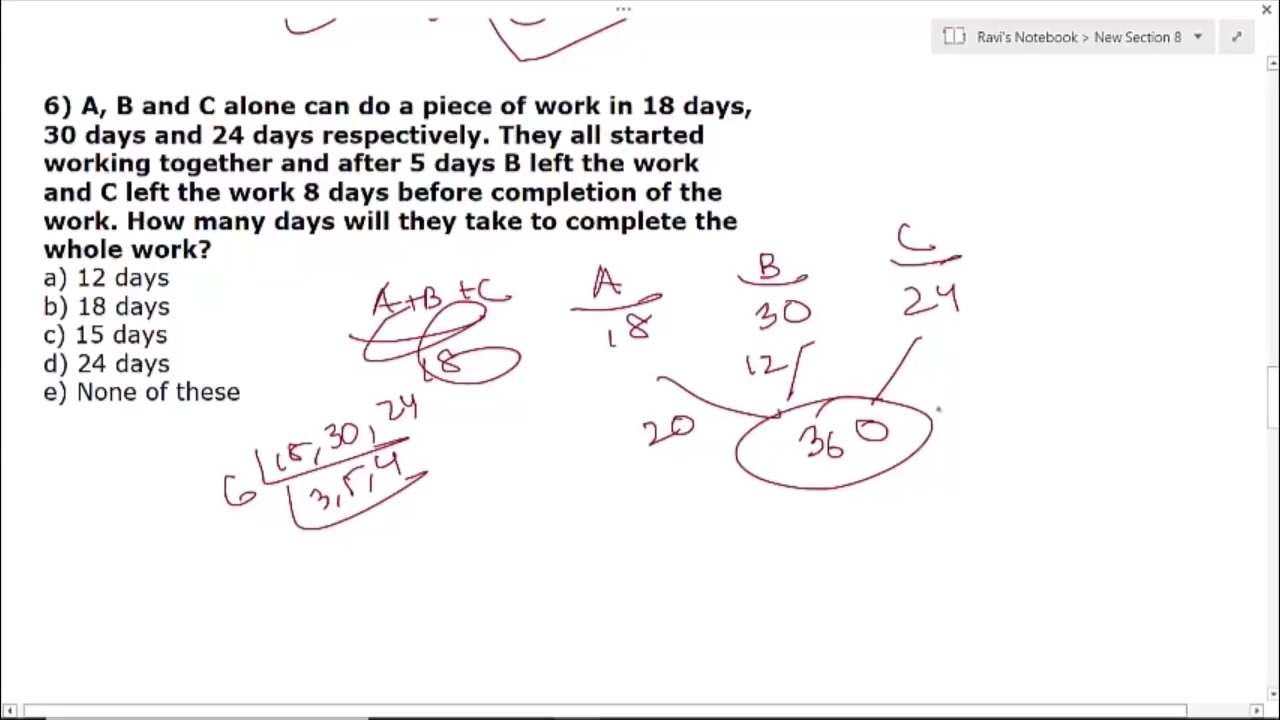 Ravi's Notebook > New Section 8
6) A, B and C alone can do a piece of work in 18 days,
30 days and 24 days respectively. They all started
working together and after 5 days B left the work
and C left the work 8 days before completion of the
work. How many days will they take to complete the
whole work?
a) 12 days
b) 18 days
c) 15 days
d) 24 days
e) None of these
A+B+C
18
A
18
B
30
C
24
12
20
360
6
18, 30, 24
3, 5, 4